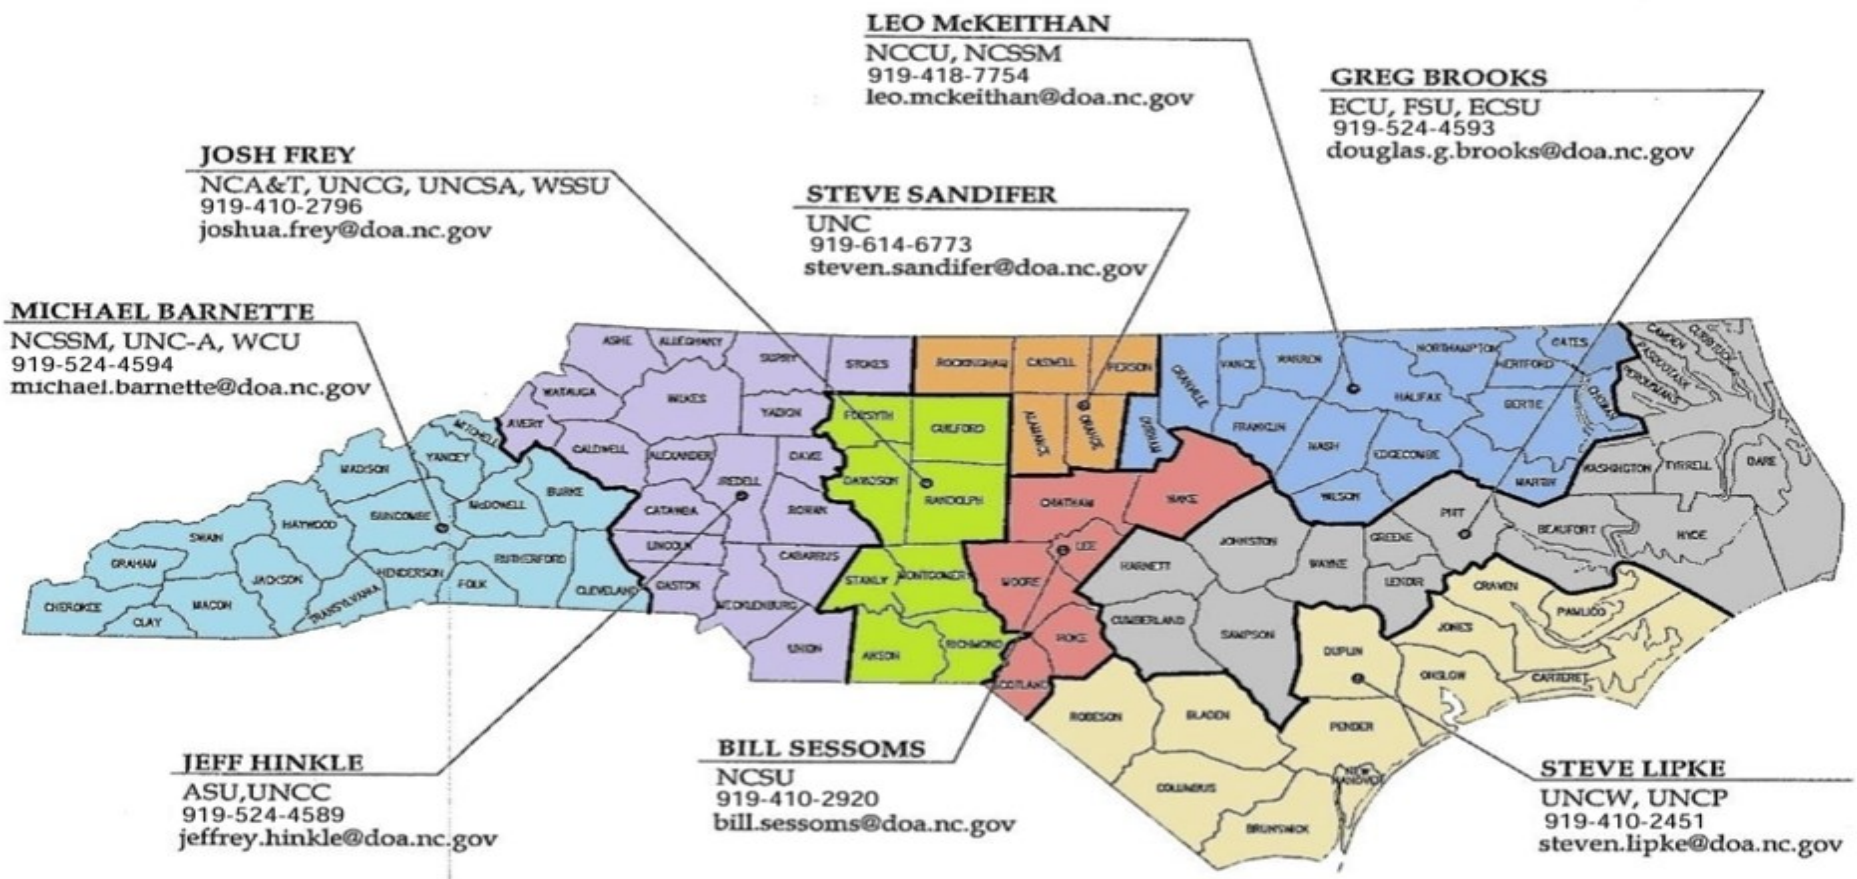 LEO McKEITHAN
NCCU, NCSSM
919-418-7754
leo.mckeithan@doa.nc.gov
GREG BROOKS
ECU, FSU, ECSU
919-524-4593
douglas.g.brooks@doa.nc.gov
JOSH FREY
NCA&T, UNCG, UNCSA, WSSU
919-410-2796
joshua.frey@doa.nc.gov
STEVE SANDIFER
UNC
919-614-6773
steven.sandifer@doa.nc.gov
MICHAEL BARNETTE
NCSSM, UNC-A, WCU
919-524-4594
michael.barnette@doa.nc.gov
ASHE
ALLEGHANY
SURRY
STOKES
ROCKINGHAM
CASWELL
PERSON
GRANVILLE
VANCE
WARREN
NORTHAMPTON
HERTFORD
GATES
CAMDEN
CURRITUCK
PASQUOTANK
PERQUIMANS
CHOWAN
WATAUGA
WILKES
YADKIN
FORSYTH
GUILFORD
ALAMANCE
ORANGE
DURHAM
FRANKLIN
HALIFAX
BERTIE
MITCHELL
AVERY
CALDWELL
ALEXANDER
IREDELL
DAVIE
DAVIDSON
RANDOLPH
CHATHAM
WAKE
NASH
EDGECOMBE
MARTIN
WASHINGTON
TYRRELL
DARE
MADISON
YANCEY
McDOWELL
BURKE
CATAWBA
ROWAN
WILSON
PITT
BEAUFORT
HYDE
SWAIN
HAYWOOD
BUNCOMBE
RUTHERFORD
LINCOLN
CABARRUS
STANLY
MONTGOMERY
MOORE
LEE
HARNETT
JOHNSTON
WAYNE
GREENE
LENOIR
CRAVEN
PAMLICO
GRAHAM
JACKSON
HENDERSON
POLK
CLEVELAND
GASTON
MECKLENBURG
CHEROKEE
CLAY
MACON
TRANSYLVANIA
UNION
ANSON
RICHMOND
HOKE
SCOTLAND
CUMBERLAND
SAMPSON
DUPLIN
JONES
ONSLOW
CARTERET
ROBESON
BLADEN
PENDER
COLUMBUS
NEW
HANOVER
BRUNSWICK
JEFF HINKLE
ASU,UNCC
919-524-4589
jeffrey.hinkle@doa.nc.gov
BILL SESSOMS
NCSU
919-410-2920
bill.sessoms@doa.nc.gov
STEVE LIPKE
UNCW, UNCP
919-410-2451
steven.lipke@doa.nc.gov